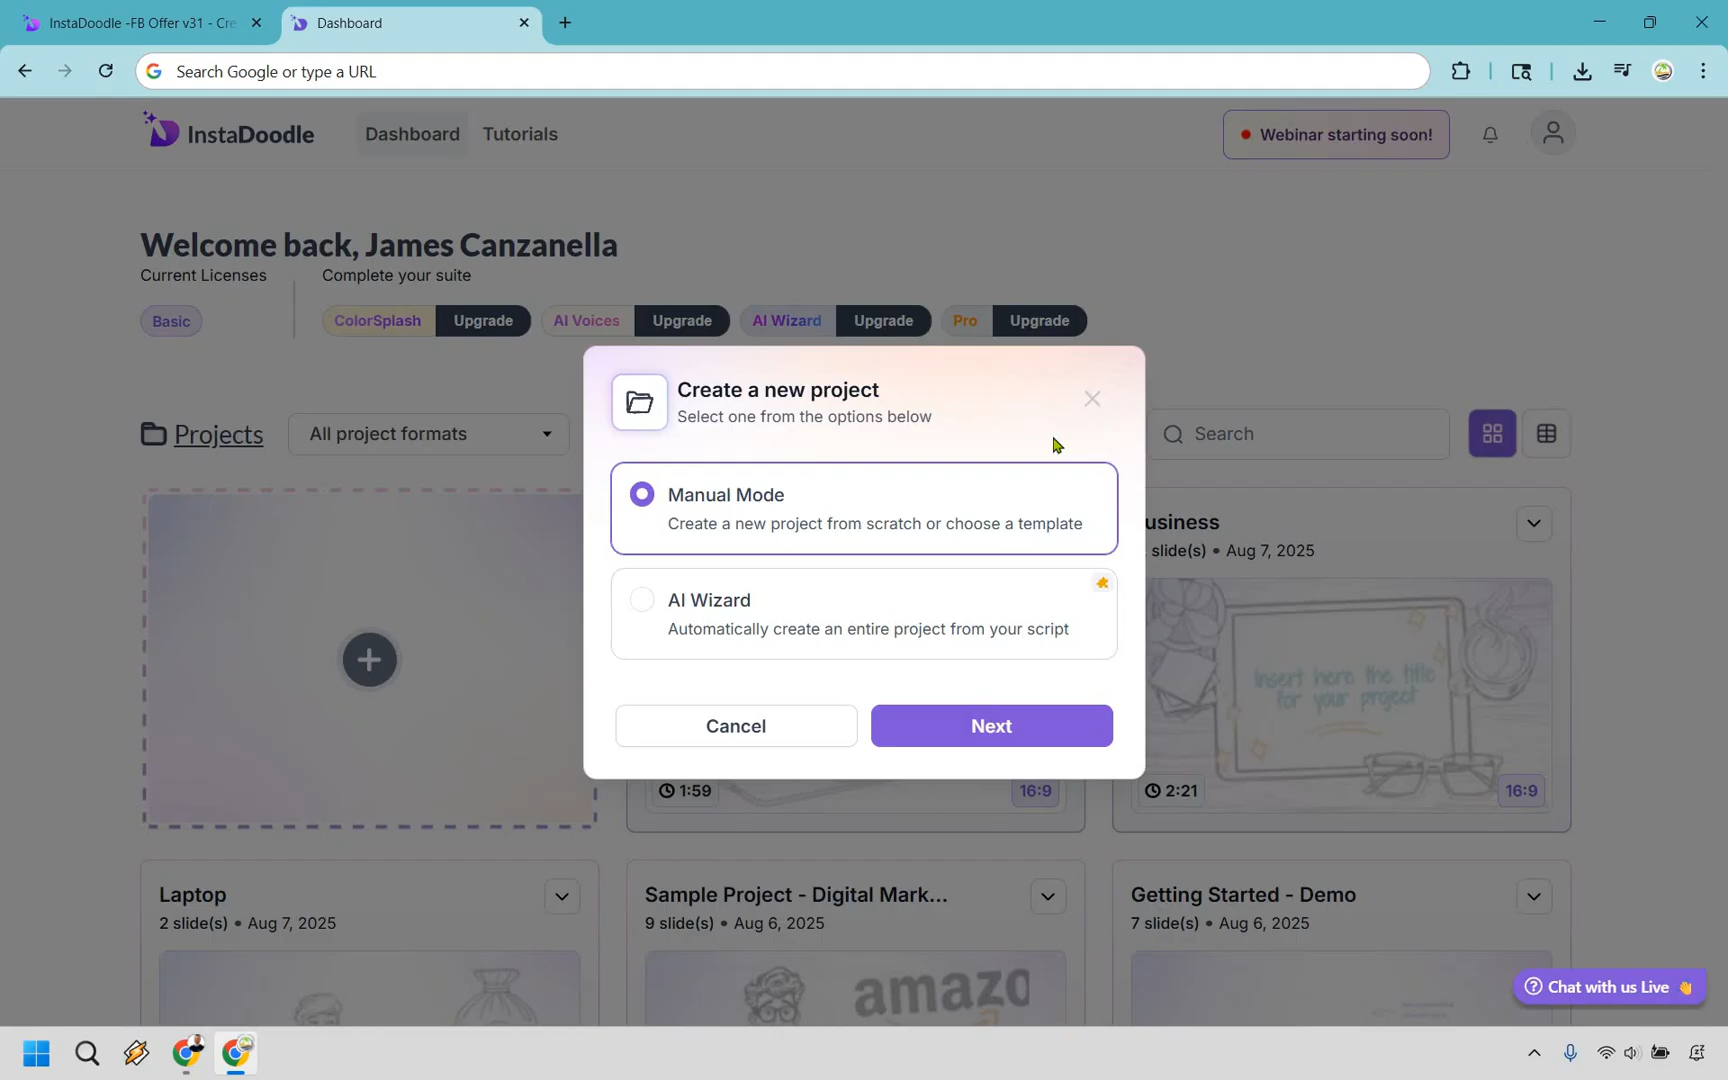 InstaDoodle -FB Offer v31 - Cre
Dashboard
Search Google or type a URL
InstaDoodle
Dashboard
Tutorials
Webinar starting soon!
Welcome back, James Canzanella
Current Licenses
Complete your suite
Basic
ColorSplash
Upgrade
AI Voices
Upgrade
AI Wizard
Upgrade
Pro
Upgrade
Create a new project
Select one from the options below
Projects
All project formats
Search
Manual Mode
Create a new project from scratch or choose a template
AI Wizard
Automatically create an entire project from your script
Cancel
Next
usiness
slide(s) • Aug 7, 2025
Insert here the title
for your project
1:59
16:9
2:21
16:9
Laptop
2 slide(s) • Aug 7, 2025
Sample Project - Digital Mark...
9 slide(s) • Aug 6, 2025
amazo
Getting Started - Demo
7 slide(s) • Aug 6, 2025
Chat with us Live 👋